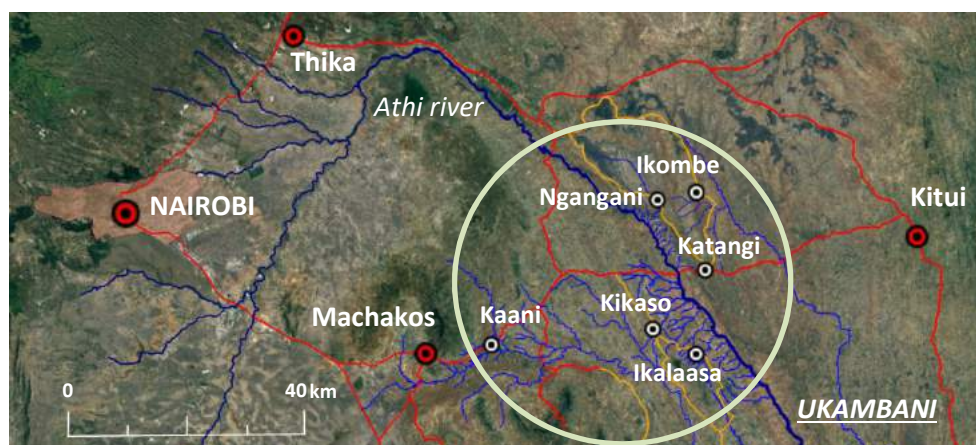 Thika
Athi river
Ikombe
Ngangani
Kitui
NAIROBI
Katangi
Kikaso
Machakos
Kaani
Ikalaasa
0
40 km
UKAMBANI